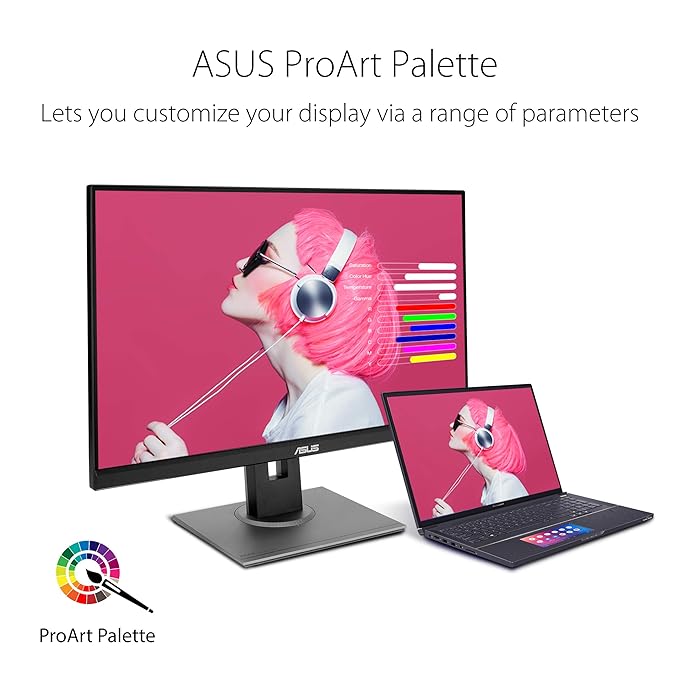 ASUS ProArt Palette
Lets you customize your display via a range of parameters
Saturation
Color Hue
Temperature
Gamma
R
G
B
C
M
Y
ASUS
ProArt Palette